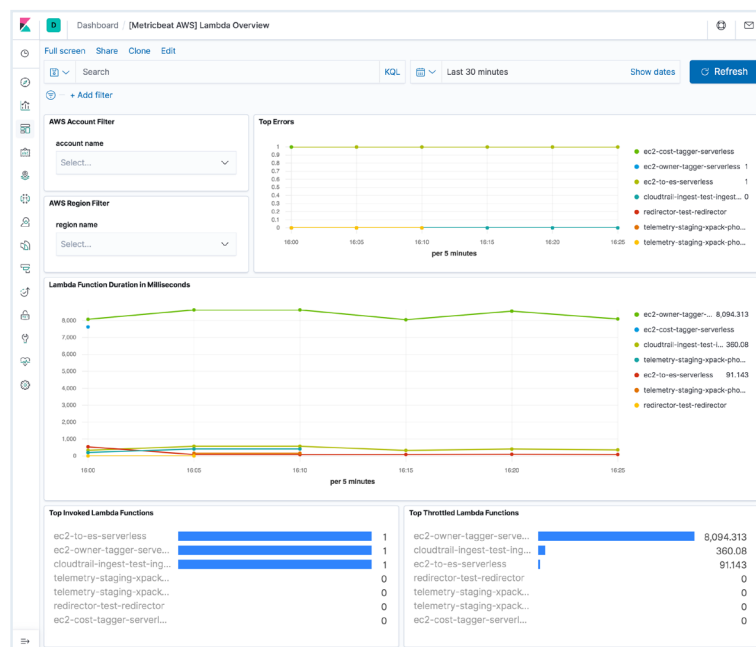 D Dashboard / [Metricbeat AWS] Lambda Overview
Full screen Share Clone Edit
Search KQL Last 30 minutes Show dates Refresh
+ Add filter
AWS Account Filter
account name
Select...
AWS Region Filter
region name
Select...
Top Errors
1
0.9
0.8
0.7
0.6
0.5
0.4
0.3
0.2
0.1
0
16:00 16:05 16:10 16:15 16:20 16:25
per 5 minutes
ec2-cost-tagger-serverless
ec2-owner-tagger-serverless 1
ec2-to-es-serverless 1
cloudtrail-ingest-test-ingest... 0
redirector-test-redirector
telemetry-staging-xpack-pho...
telemetry-staging-xpack-pho...
Lambda Function Duration in Milliseconds
8,000
7,000
6,000
5,000
4,000
3,000
2,000
1,000
0
16:00 16:05 16:10 16:15 16:20 16:25
per 5 minutes
ec2-owner-tagger-... 8,094.313
ec2-cost-tagger-serverless
cloudtrail-ingest-test-i... 360.08
telemetry-staging-xpack-pho...
ec2-to-es-serverless 91.143
telemetry-staging-xpack-pho...
redirector-test-redirector
Top Invoked Lambda Functions
ec2-to-es-serverless 1
ec2-owner-tagger-serve... 1
cloudtrail-ingest-test-ing... 1
telemetry-staging-xpack... 0
telemetry-staging-xpack... 0
redirector-test-redirector 0
ec2-cost-tagger-serverl... 0
Top Throttled Lambda Functions
ec2-owner-tagger-serve... 8,094.313
cloudtrail-ingest-test-ing... 360.08
ec2-to-es-serverless 91.143
redirector-test-redirector 0
telemetry-staging-xpack... 0
telemetry-staging-xpack... 0
ec2-cost-tagger-serverl... 0